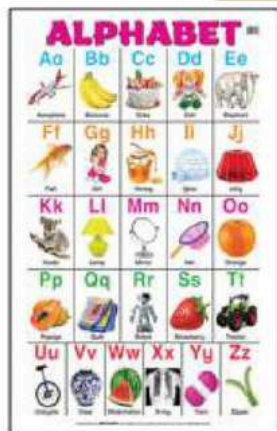 ALPHABET
Aa Bb Cc Dd Ee
Aeroplane Bananas Cake Doll Elephant
Ff Gg Hh Ii Jj
Fish Girl Honey Igloo Jelly
Kk Ll Mm Nn Oo
Koala Lamp Mirror Net Orange
Pp Qq Rr Ss Tt
Papaya Quilt Robot Strawberry Tractor
Uu Vv Ww Xx Yy Zz
Unicycle Vase Watermelon X-ray Yarn